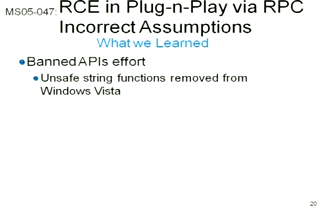 MS05-047: RCE in Plug-n-Play via RPC
Incorrect Assumptions
What we Learned
Banned APIs effort
Unsafe string functions removed from
Windows Vista
20